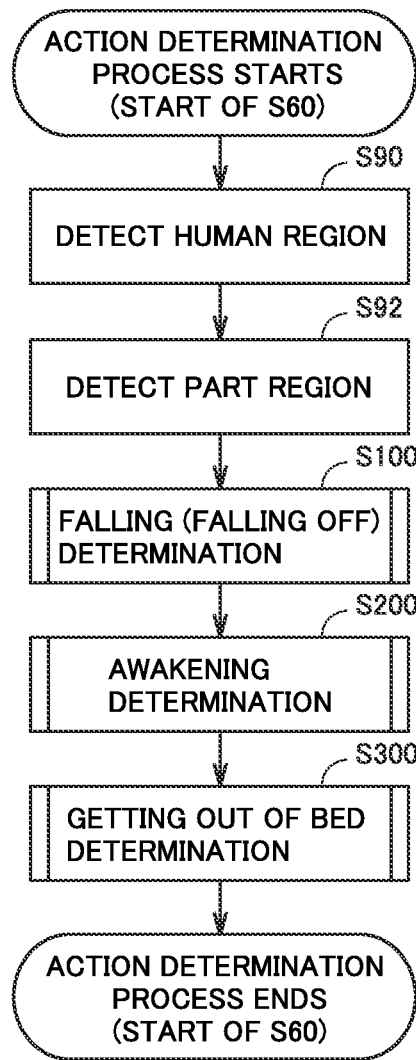 ACTION DETERMINATION
PROCESS STARTS
(START OF S60)
S90
DETECT HUMAN REGION
S92
DETECT PART REGION
S100
FALLING (FALLING OFF)
DETERMINATION
S200
AWAKENING
DETERMINATION
S300
GETTING OUT OF BED
DETERMINATION
ACTION DETERMINATION
PROCESS ENDS
(START OF S60)